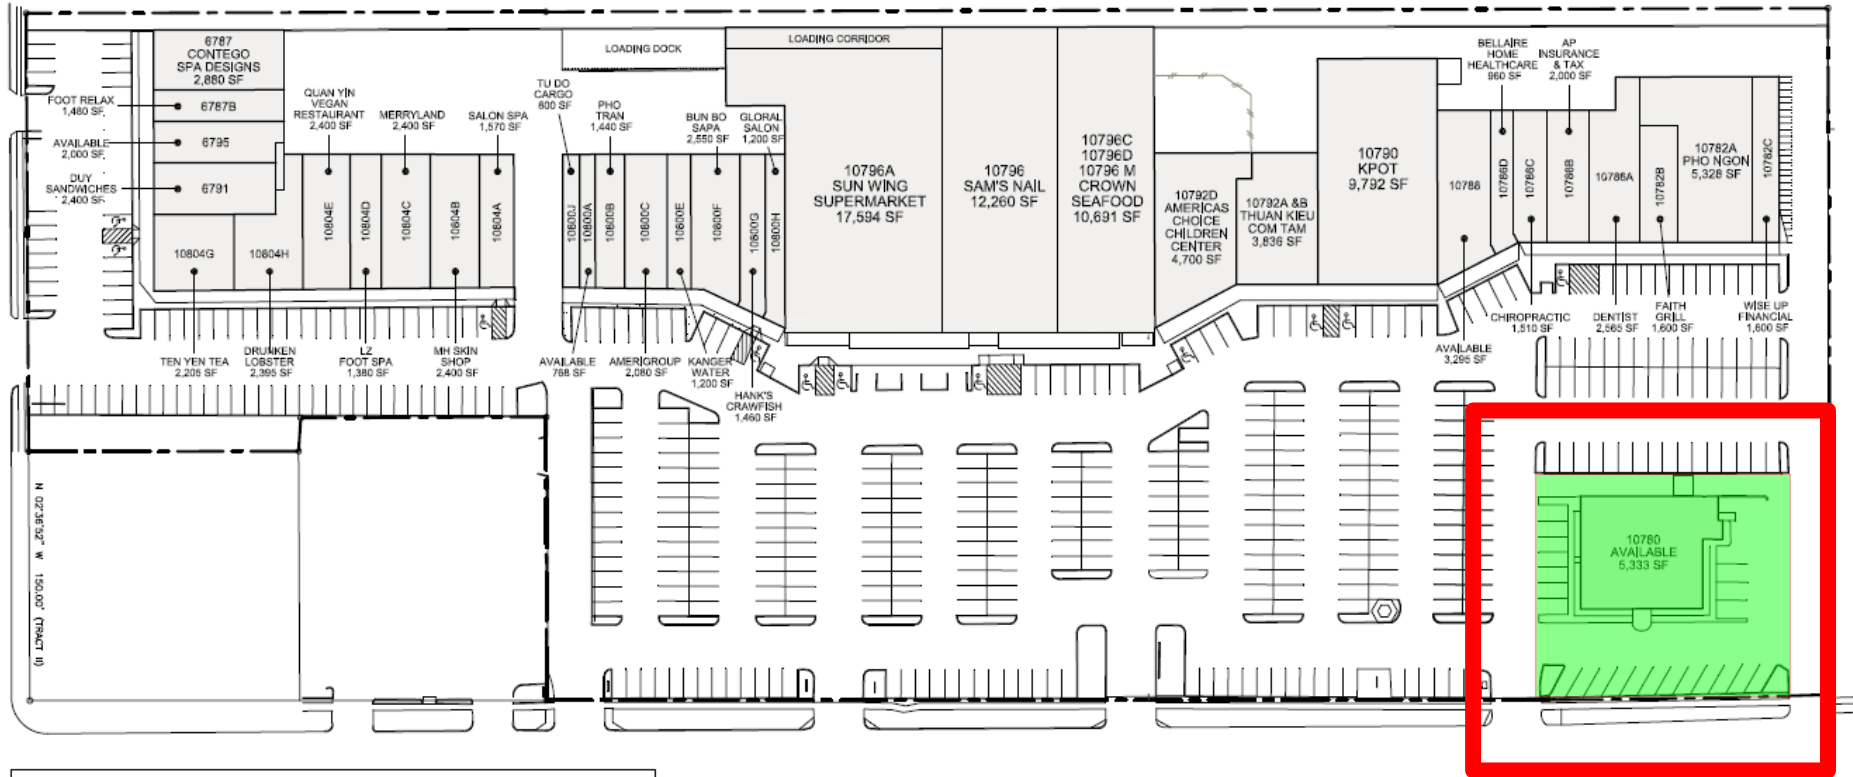 6787
CONTEGO
SPA DESIGNS
2,880 SF
FOOT RELAX
1,480 SF
6787B
AVAILABLE
2,000 SF
6795
DUY
SANDWICHES
2,400 SF
6791
QUAN YIN
VEGAN
RESTAURANT
2,400 SF
MERRYLAND
2,400 SF
SALON SPA
1,570 SF
10804G
10804H
10804E
10804D
10804C
10804B
10804A
TEN YEN TEA
2,205 SF
DRUNKEN
LOBSTER
2,395 SF
LZ
FOOT SPA
1,380 SF
MH SKIN
SHOP
2,400 SF
LOADING DOCK
LOADING CORRIDOR
TU DO
CARGO
800 SF
PHO
TRAN
1,440 SF
BUN BO
SAPA
2,550 SF
GLORAL
SALON
1,200 SF
10800J
10800A
10800B
10800C
10800E
10800F
10800G
10800H
AVAILABLE
768 SF
AMERIGROUP
2,080 SF
KANGER
WATER
1,200 SF
HANK'S
CRAWFISH
1,460 SF
10796A
SUN WING
SUPERMARKET
17,594 SF
10796
SAM'S NAIL
12,260 SF
10796C
10796D
10796 M
CROWN
SEAFOOD
10,691 SF
10792D
AMERICAS
CHOICE
CHILDREN
CENTER
4,700 SF
10792A &B
THUAN KIEU
COM TAM
3,836 SF
10790
KPOT
9,792 SF
BELLAIRE
HOME
HEALTHCARE
960 SF
AP
INSURANCE
& TAX
2,000 SF
10788
10786D
10786C
10788B
10786A
10782B
10782A
PHO NGON
5,328 SF
10782C
AVAILABLE
3,295 SF
CHIROPRACTIC
1,510 SF
DENTIST
2,565 SF
FAITH
GRILL
1,600 SF
WISE UP
FINANCIAL
1,600 SF
10780
AVAILABLE
5,333 SF
N 02°36'52" W 150.00' (TRACT II)